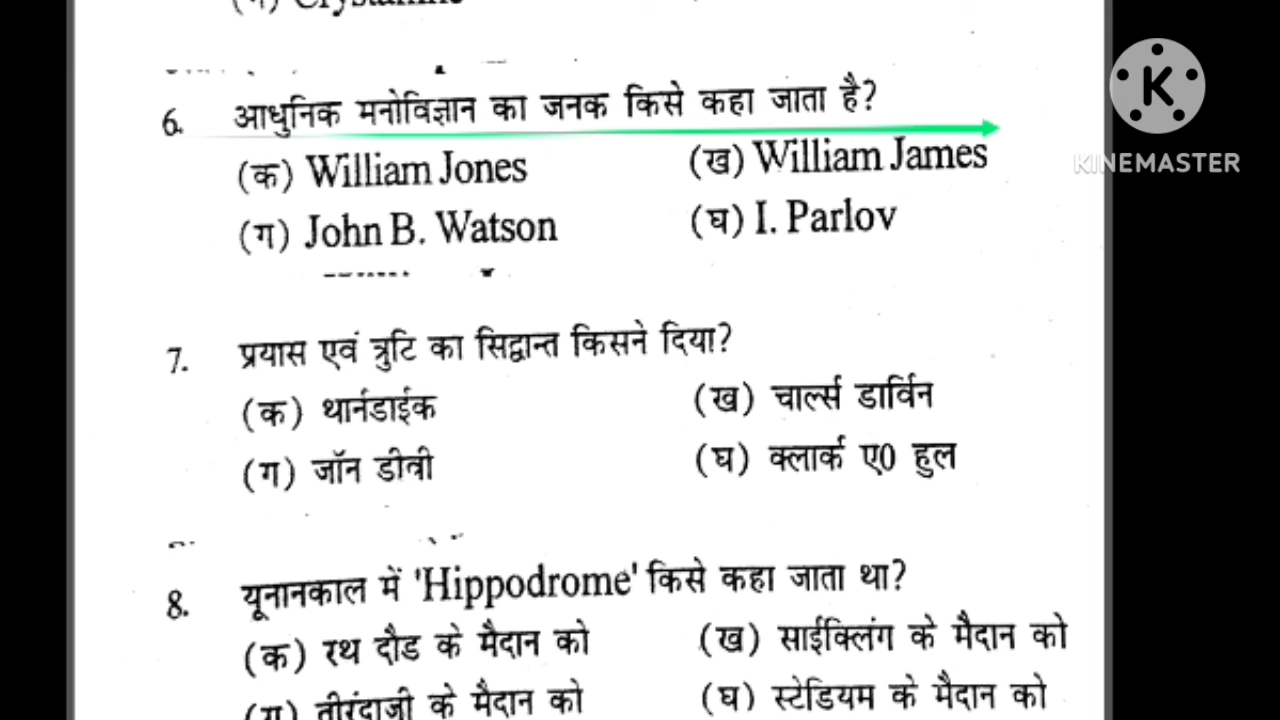 6. आधुनिक मनोविज्ञान का जनक किसे कहा जाता है?
(क) William Jones (ख) William James
(ग) John B. Watson (घ) I. Parlov
7. प्रयास एवं त्रुटि का सिद्वान्त किसने दिया?
(क) थार्नडाईक (ख) चार्ल्स डार्विन
(ग) जॉन डीवी (घ) क्लार्क ए0 हुल
8. यूनानकाल में 'Hippodrome' किसे कहा जाता था?
(क) रथ दौड के मैदान को (ख) साईक्लिंग के मैदान को
(ग) तीरंदाजी के मैदान को (घ) स्टेडियम के मैदान को
K
KINEMASTER